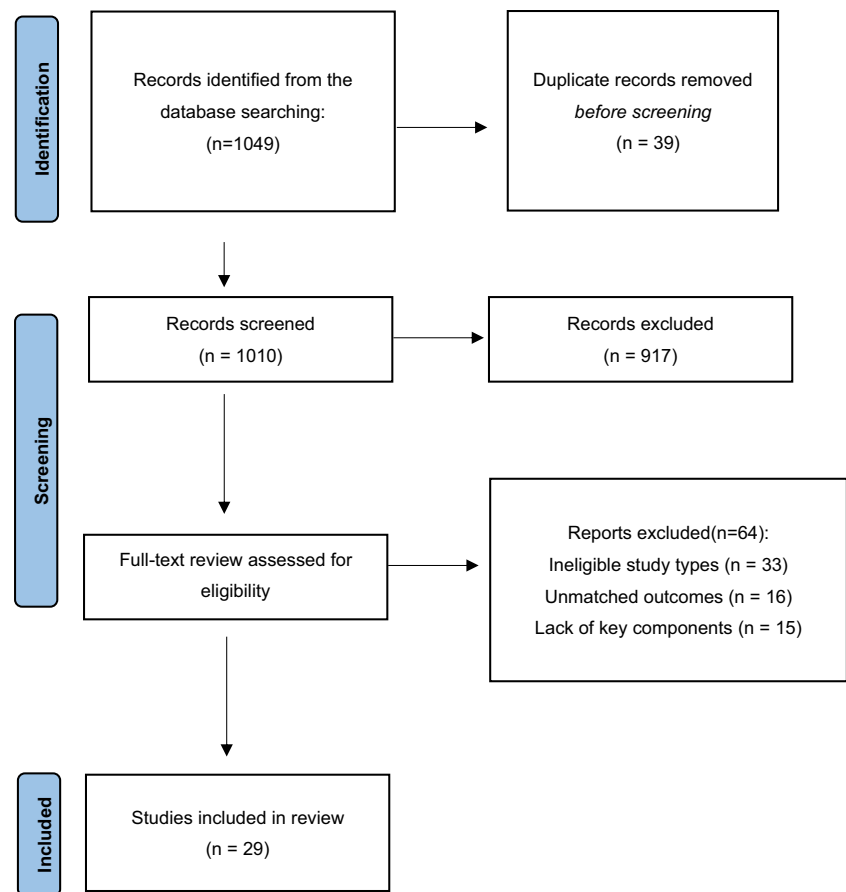 Identification
Records identified from the
database searching:
(n=1049)
Duplicate records removed
before screening
(n = 39)
Screening
Records screened
(n = 1010)
Records excluded
(n = 917)
Full-text review assessed for
eligibility
Reports excluded(n=64):
Ineligible study types (n = 33)
Unmatched outcomes (n = 16)
Lack of key components (n = 15)
Included
Studies included in review
(n = 29)